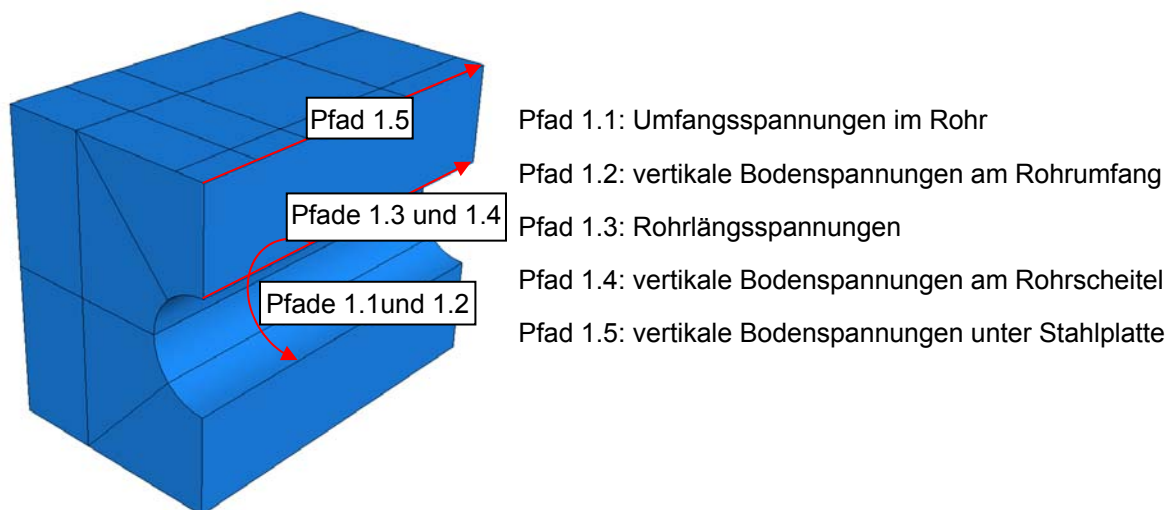 Pfad 1.5
Pfade 1.3 und 1.4
Pfade 1.1und 1.2
Pfad 1.1: Umfangsspannungen im Rohr
Pfad 1.2: vertikale Bodenspannungen am Rohrumfang
Pfad 1.3: Rohrlängsspannungen
Pfad 1.4: vertikale Bodenspannungen am Rohrscheitel
Pfad 1.5: vertikale Bodenspannungen unter Stahlplatte